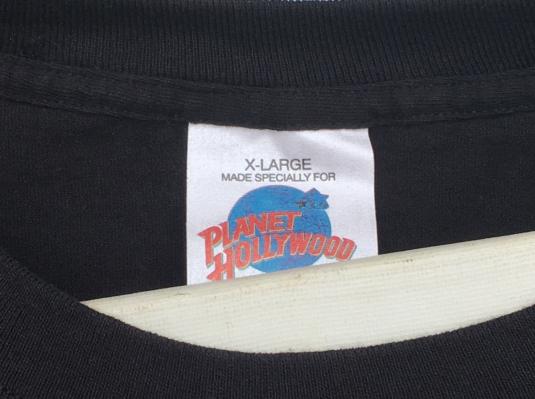 X-LARGE
MADE SPECIALLY FOR
PLANET
HOLLYWOOD